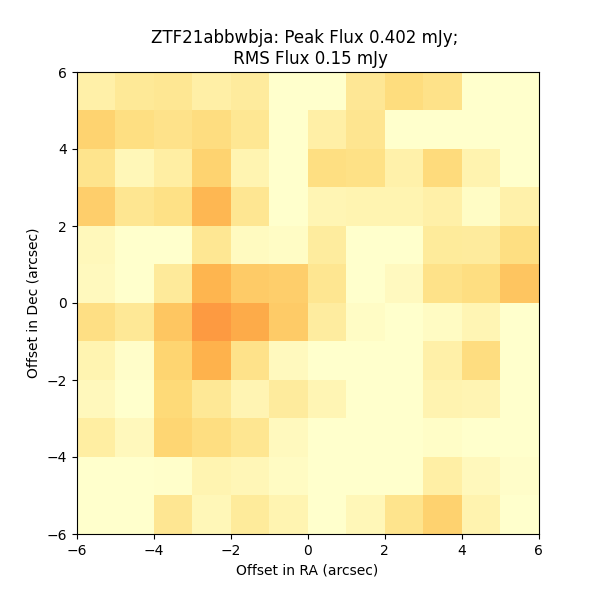 ZTF21abbwbja: Peak Flux 0.402 mJy;
RMS Flux 0.15 mJy
6
4
2
0
−2
−4
−6
Offset in Dec (arcsec)
−6 −4 −2 0 2 4 6
Offset in RA (arcsec)